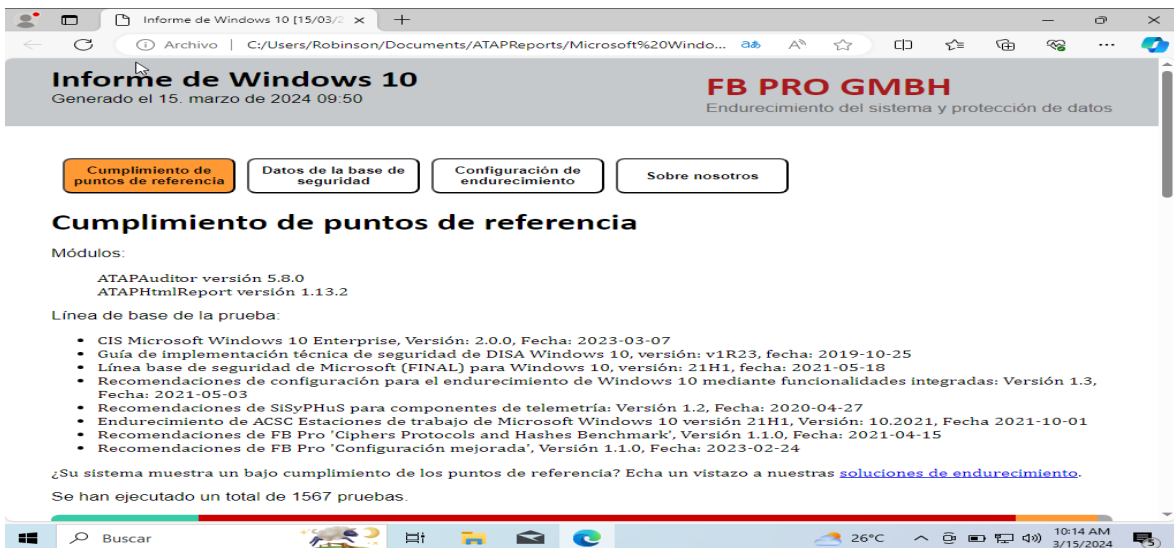 Informe de Windows 10 [15/03/2
Archivo
C:/Users/Robinson/Documents/ATAPReports/Microsoft%20Windo...
Informe de Windows 10
Generado el 15. marzo de 2024 09:50
FB PRO GMBH
Endurecimiento del sistema y protección de datos
Cumplimiento de
puntos de referencia
Datos de la base de
seguridad
Configuración de
endurecimiento
Sobre nosotros
Cumplimiento de puntos de referencia
Módulos:
ATAPAuditor versión 5.8.0
ATAPHtmlReport versión 1.13.2
Línea de base de la prueba:
• CIS Microsoft Windows 10 Enterprise, Versión: 2.0.0, Fecha: 2023-03-07
• Guía de implementación técnica de seguridad de DISA Windows 10, versión: v1R23, fecha: 2019-10-25
• Línea base de seguridad de Microsoft (FINAL) para Windows 10, versión: 21H1, fecha: 2021-05-18
• Recomendaciones de configuración para el endurecimiento de Windows 10 mediante funcionalidades integradas: Versión 1.3,
Fecha: 2021-05-03
• Recomendaciones de SiSyPHuS para componentes de telemetría: Versión 1.2, Fecha: 2020-04-27
• Endurecimiento de ACSC Estaciones de trabajo de Microsoft Windows 10 versión 21H1, Versión: 10.2021, Fecha 2021-10-01
• Recomendaciones de FB Pro 'Ciphers Protocols and Hashes Benchmark', Versión 1.1.0, Fecha: 2021-04-15
• Recomendaciones de FB Pro 'Configuración mejorada', Versión 1.1.0, Fecha: 2023-02-24
¿Su sistema muestra un bajo cumplimiento de los puntos de referencia? Echa un vistazo a nuestras soluciones de endurecimiento.
Se han ejecutado un total de 1567 pruebas.
Buscar
26°C
10:14 AM
3/15/2024
5